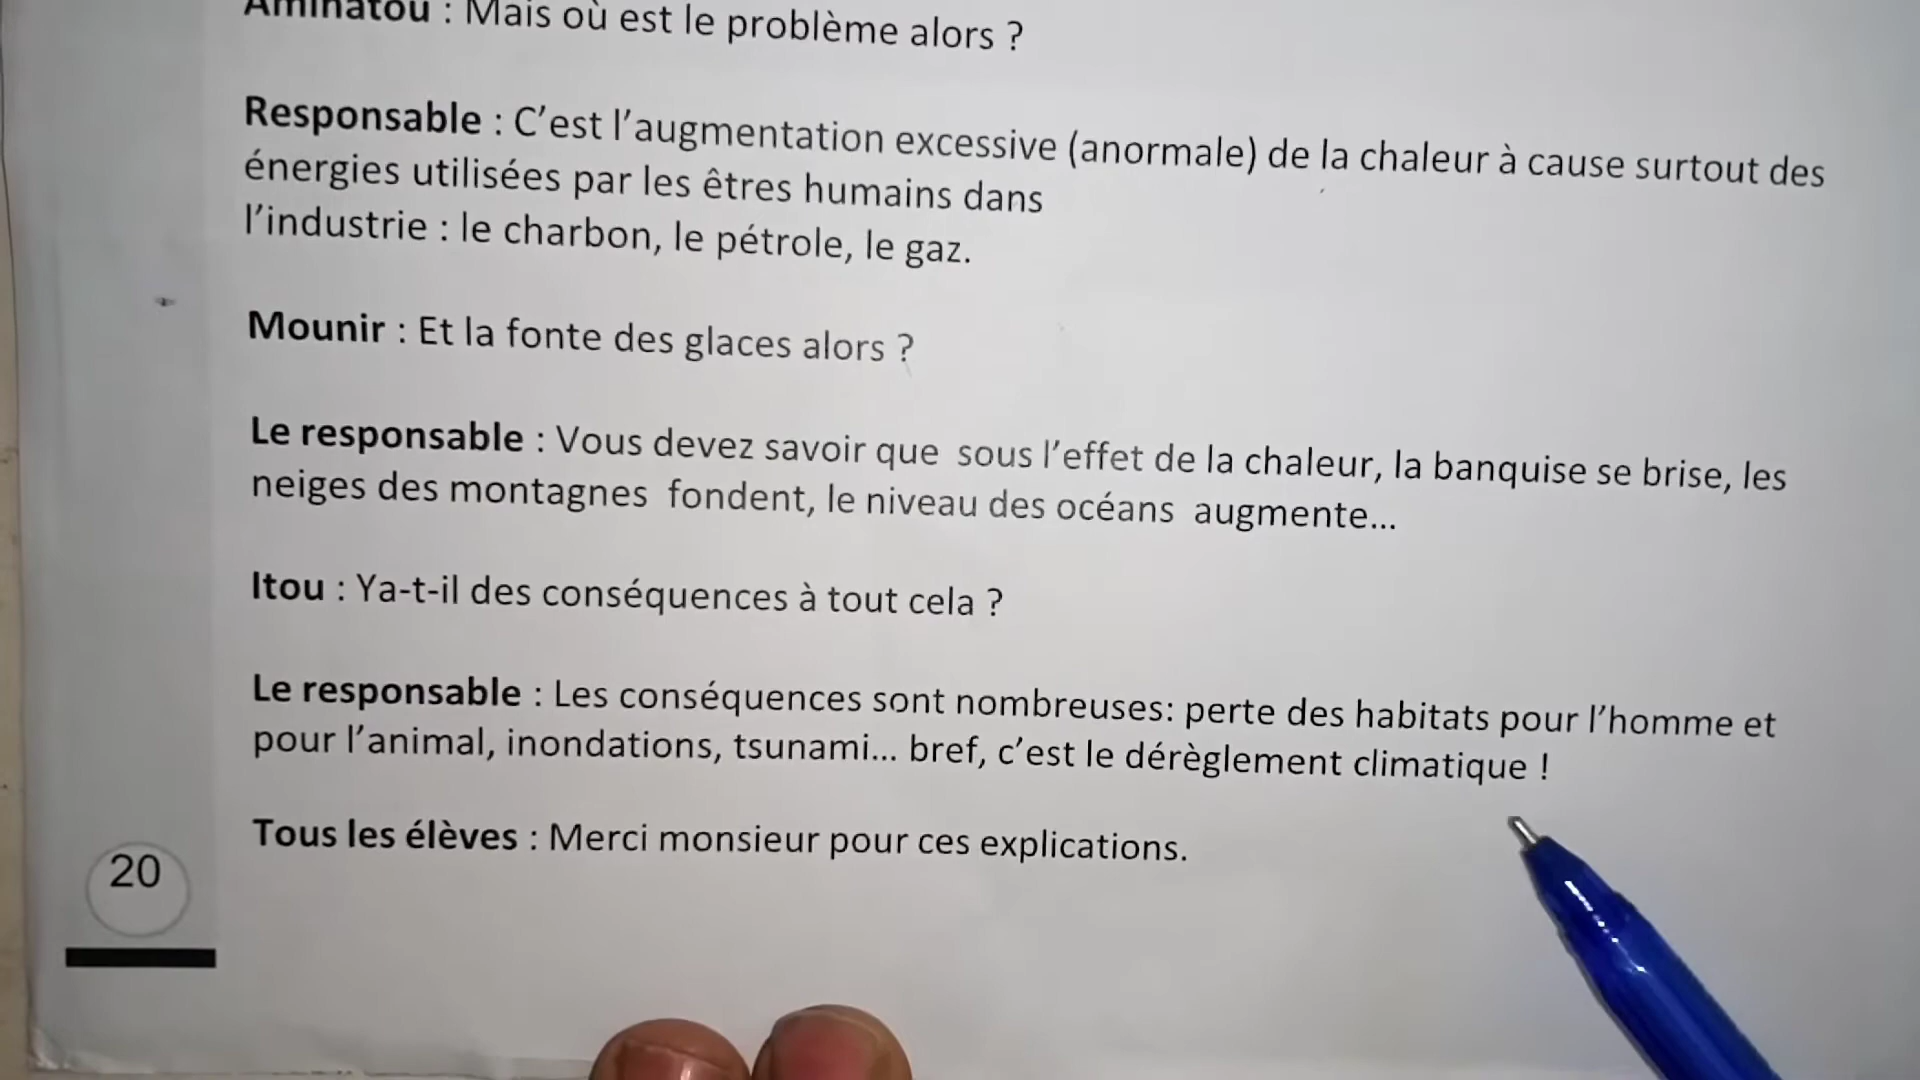 Aminatou : Mais où est le problème alors ?
Responsable : C'est l'augmentation excessive (anormale) de la chaleur à cause surtout des
énergies utilisées par les êtres humains dans
l'industrie : le charbon, le pétrole, le gaz.
Mounir : Et la fonte des glaces alors ?
Le responsable : Vous devez savoir que sous l'effet de la chaleur, la banquise se brise, les
neiges des montagnes fondent, le niveau des océans augmente...
Itou : Ya-t-il des conséquences à tout cela ?
Le responsable : Les conséquences sont nombreuses: perte des habitats pour l'homme et
pour l'animal, inondations, tsunami... bref, c'est le dérèglement climatique !
Tous les élèves : Merci monsieur pour ces explications.
20